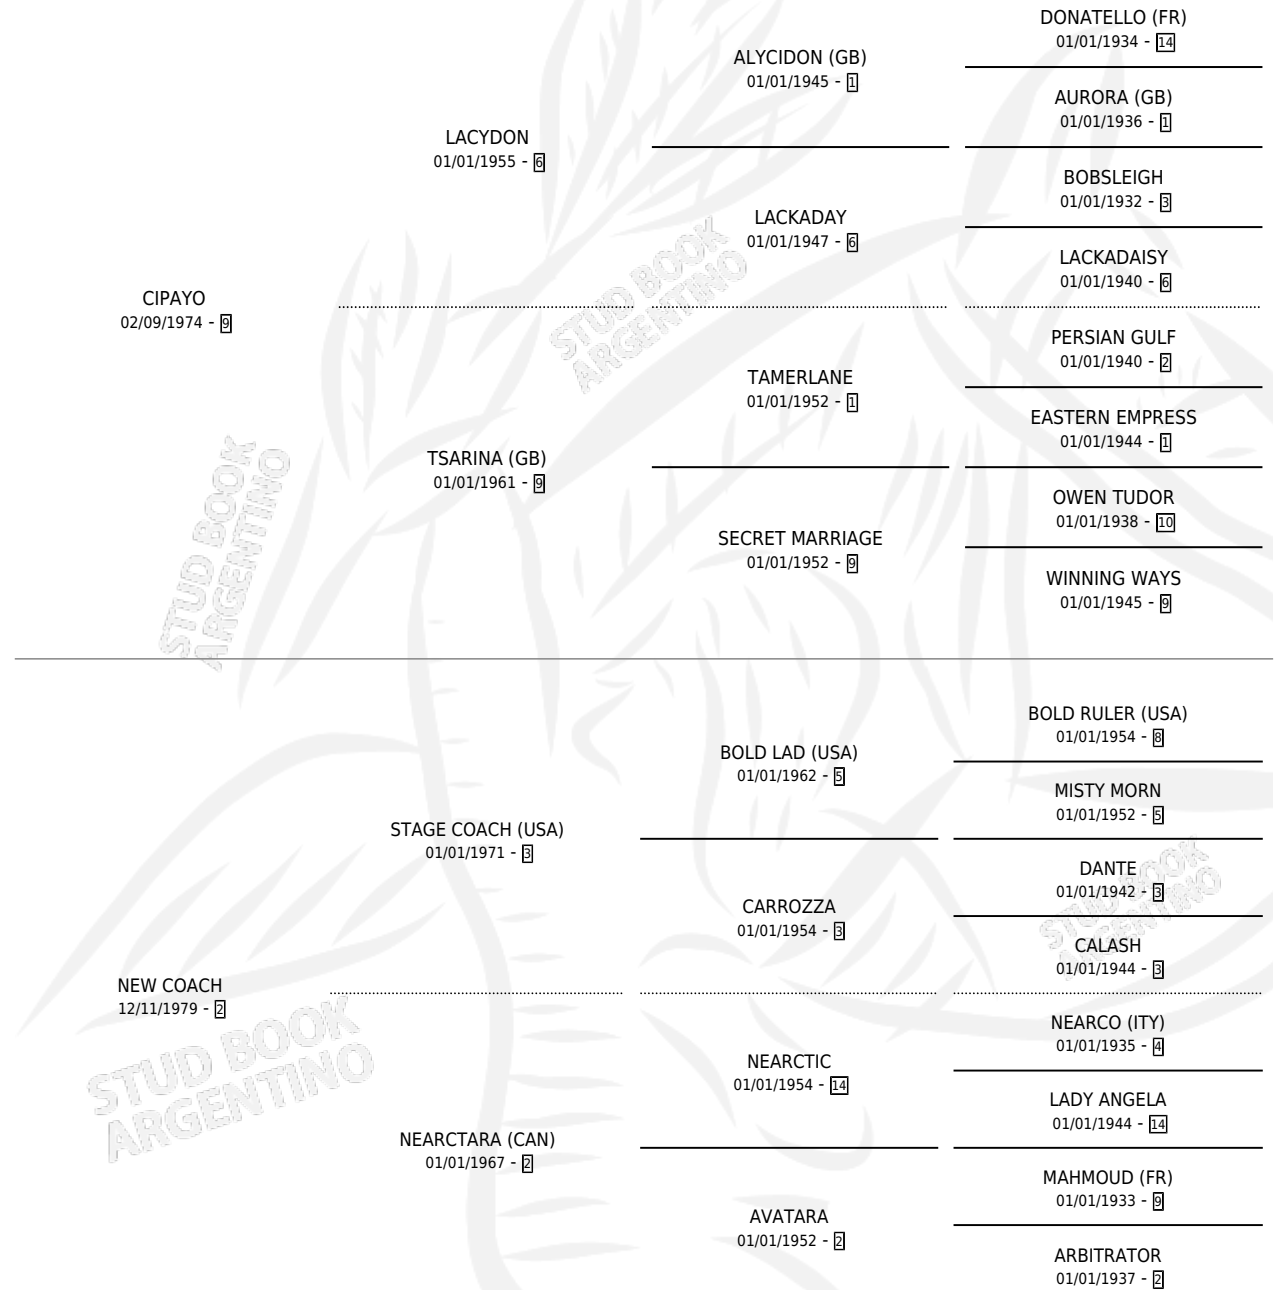 DONATELLO (FR)
01/01/1934 - 14
ALYCIDON (GB)
01/01/1945 - 1
AURORA (GB)
01/01/1936 - 1
LACYDON
01/01/1955 - 6
BOBSLEIGH
01/01/1932 - 3
LACKADAY
01/01/1947 - 6
LACKADAISY
01/01/1940 - 6
CIPAYO
02/09/1974 - 9
STUD BOOK
ARGENTINO
PERSIAN GULF
01/01/1940 - 2
TAMERLANE
01/01/1952 - 1
EASTERN EMPRESS
01/01/1944 - 1
TSARINA (GB)
01/01/1961 - 9
OWEN TUDOR
01/01/1938 - 10
SECRET MARRIAGE
01/01/1952 - 9
WINNING WAYS
01/01/1945 - 9
STUD BOOK
ARGENTINO
BOLD RULER (USA)
01/01/1954 - 8
BOLD LAD (USA)
01/01/1962 - 5
MISTY MORN
01/01/1952 - 5
STAGE COACH (USA)
01/01/1971 - 3
DANTE
01/01/1942 - 3
CARROZZA
01/01/1954 - 3
STUD BOOK
ARGENTINO
CALASH
01/01/1944 - 3
NEW COACH
12/11/1979 - 2
NEARCO (ITY)
01/01/1935 - 4
NEARCTIC
01/01/1954 - 14
LADY ANGELA
01/01/1944 - 14
STUD BOOK
ARGENTINO
NEARCTARA (CAN)
01/01/1967 - 2
MAHMOUD (FR)
01/01/1933 - 9
AVATARA
01/01/1952 - 2
ARBITRATOR
01/01/1937 - 2